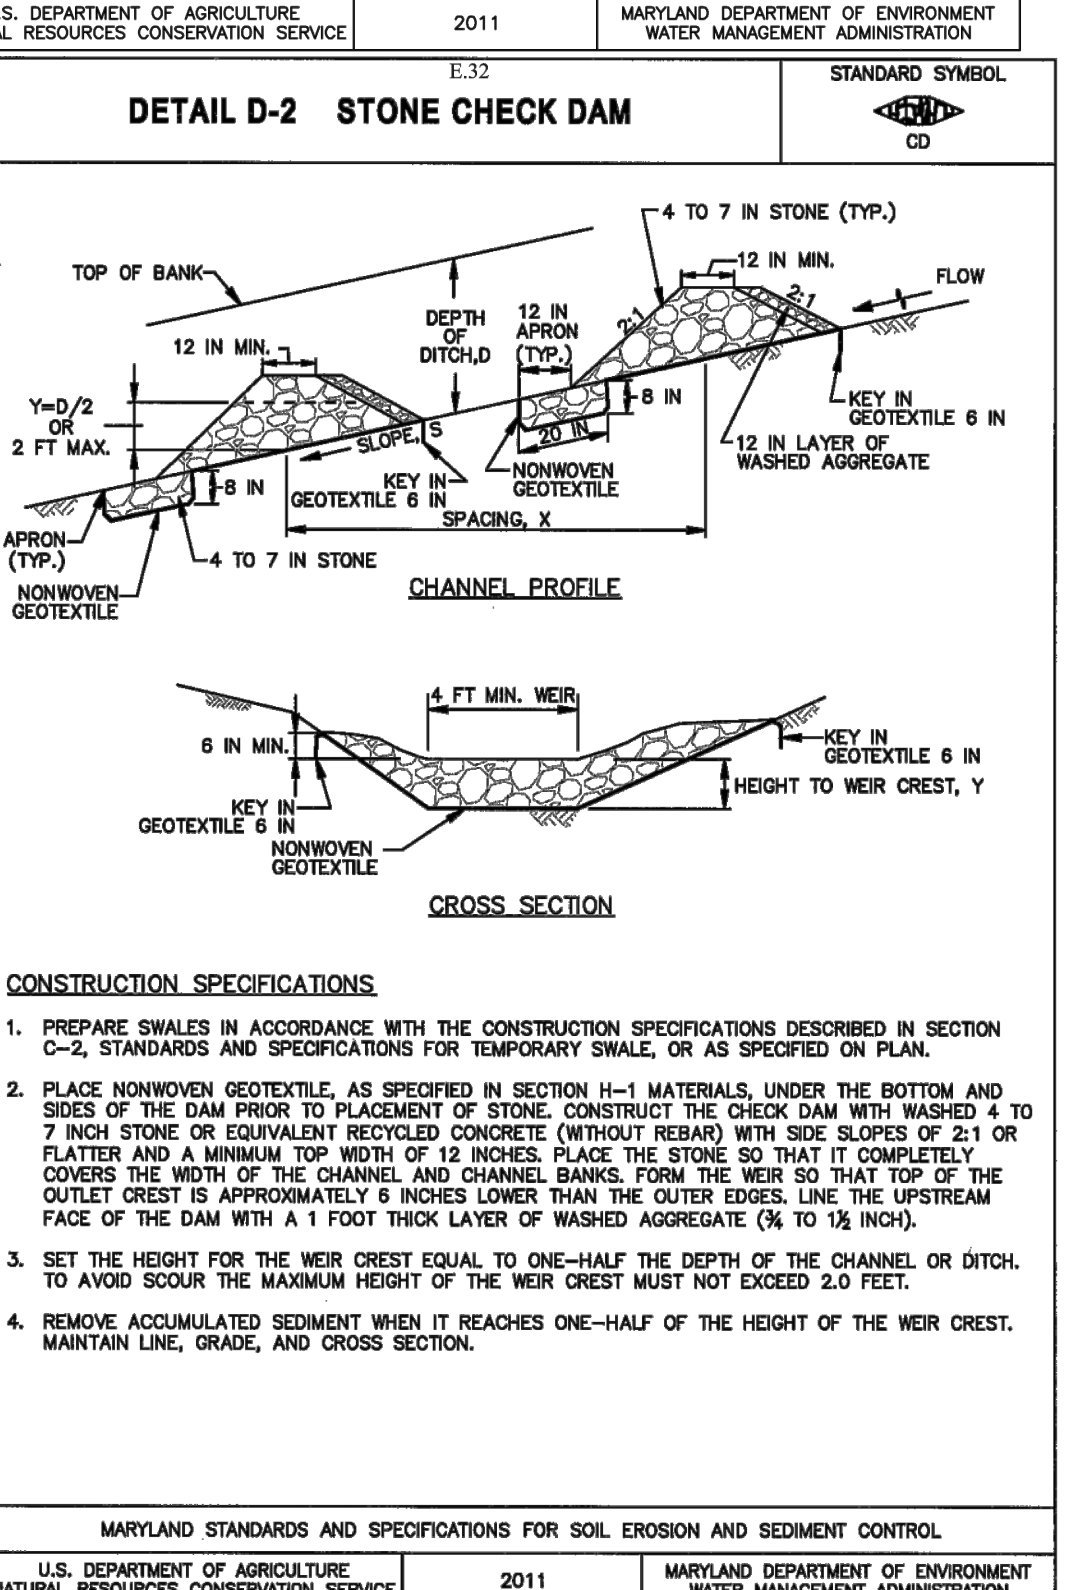 U.S. DEPARTMENT OF AGRICULTURE
RESOURCES CONSERVATION SERVICE
2011
MARYLAND DEPARTMENT OF ENVIRONMENT
WATER MANAGEMENT ADMINISTRATION
E.32
DETAIL D-2 STONE CHECK DAM
STANDARD SYMBOL
CD
4 TO 7 IN STONE (TYP.)
TOP OF BANK
12 IN MIN.
FLOW
2:1
12 IN
APRON
(TYP.)
DEPTH
OF
DITCH,D
2:1
12 IN MIN.
Y=D/2
OR
2 FT MAX.
8 IN
KEY IN
GEOTEXTILE 6 IN
20 IN
SLOPE, S
12 IN LAYER OF
WASHED AGGREGATE
NONWOVEN
GEOTEXTILE
KEY IN
GEOTEXTILE 6 IN
8 IN
SPACING, X
APRON
(TYP.)
4 TO 7 IN STONE
NONWOVEN
GEOTEXTILE
CHANNEL PROFILE
4 FT MIN. WEIR
6 IN MIN.
KEY IN
GEOTEXTILE 6 IN
HEIGHT TO WEIR CREST, Y
KEY IN
GEOTEXTILE 6 IN
NONWOVEN
GEOTEXTILE
CROSS SECTION
CONSTRUCTION SPECIFICATIONS
1. PREPARE SWALES IN ACCORDANCE WITH THE CONSTRUCTION SPECIFICATIONS DESCRIBED IN SECTION
C-2, STANDARDS AND SPECIFICATIONS FOR TEMPORARY SWALE, OR AS SPECIFIED ON PLAN.
2. PLACE NONWOVEN GEOTEXTILE, AS SPECIFIED IN SECTION H-1 MATERIALS, UNDER THE BOTTOM AND
SIDES OF THE DAM PRIOR TO PLACEMENT OF STONE. CONSTRUCT THE CHECK DAM WITH WASHED 4 TO
7 INCH STONE OR EQUIVALENT RECYCLED CONCRETE (WITHOUT REBAR) WITH SIDE SLOPES OF 2:1 OR
FLATTER AND A MINIMUM TOP WIDTH OF 12 INCHES. PLACE THE STONE SO THAT IT COMPLETELY
COVERS THE WIDTH OF THE CHANNEL AND CHANNEL BANKS. FORM THE WEIR SO THAT TOP OF THE
OUTLET CREST IS APPROXIMATELY 6 INCHES LOWER THAN THE OUTER EDGES. LINE THE UPSTREAM
FACE OF THE DAM WITH A 1 FOOT THICK LAYER OF WASHED AGGREGATE (¾ TO 1½ INCH).
3. SET THE HEIGHT FOR THE WEIR CREST EQUAL TO ONE-HALF THE DEPTH OF THE CHANNEL OR DITCH.
TO AVOID SCOUR THE MAXIMUM HEIGHT OF THE WEIR CREST MUST NOT EXCEED 2.0 FEET.
4. REMOVE ACCUMULATED SEDIMENT WHEN IT REACHES ONE-HALF OF THE HEIGHT OF THE WEIR CREST.
MAINTAIN LINE, GRADE, AND CROSS SECTION.
MARYLAND STANDARDS AND SPECIFICATIONS FOR SOIL EROSION AND SEDIMENT CONTROL
U.S. DEPARTMENT OF AGRICULTURE
NATURAL RESOURCES CONSERVATION SERVICE
2011
MARYLAND DEPARTMENT OF ENVIRONMENT
WATER MANAGEMENT ADMINISTRATION